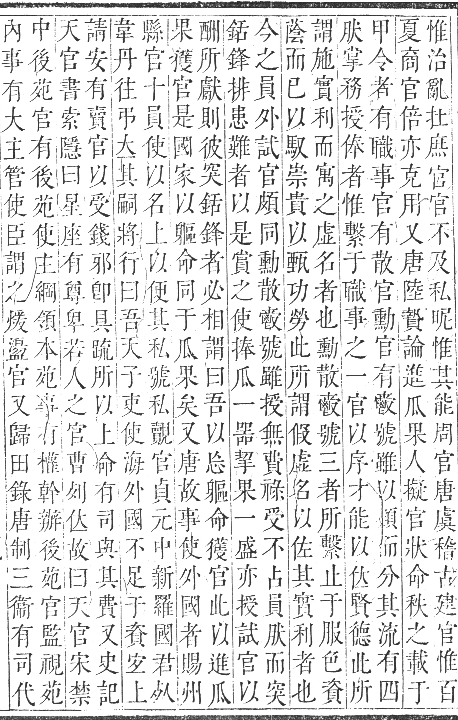 惟治亂在庶官官不及私昵惟其能周官唐虞稽古建官惟百
夏商官倍亦克用乂唐陸贄論進瓜果人擬官狀命秩之載于
甲令者有職事官有散官勳官有爵號雖以類而分其流有四
肰掌務授俸者惟繫于職事之一官以序才能以位賢德此所
謂施實利而寓之虛名者也勳散爵號三者所繫止于服色資
蔭而已以馭崇貴以甄功勞此所謂假虛名以佐其實利者也
今之員外試官頗同勳散爵號雖授無費祿受不占員肰而突
銛鋒排患難者以是賞之使捧瓜一器挈果一盛亦授試官以
酬所獻則彼突銛鋒者必相謂曰吾以忘軀命獲官此以進瓜
果獲官是國家以軀命同于瓜果矣又唐故事使外國者賜州
縣官十員使以名上以便其私號私覿官貞元中新羅國君死
韋丹往弔大其嗣將行曰吾天子吏使海外國不足于資宜上
請安有賣官以受錢邪卽具疏所以上命有司與其費又史記
天官書索隱曰星座有尊卑若人之官曹列位故曰天官宋禁
中後苑官有後苑使主綱領本苑事有權幹辦後苑官監視苑
內事有大主管使臣謂之煖盪官又歸田錄唐制三衞有司代